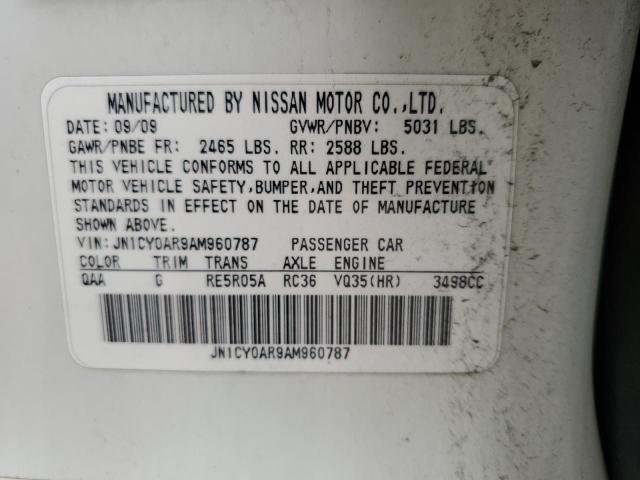 MANUFACTURED BY NISSAN MOTOR CO.,LTD.
DATE: 09/09 GVWR/PNBV: 5031 LBS.
GAWR/PNBE FR: 2465 LBS. RR: 2588 LBS.
THIS VEHICLE CONFORMS TO ALL APPLICABLE FEDERAL
MOTOR VEHICLE SAFETY,BUMPER,AND THEFT PREVENTION
STANDARDS IN EFFECT ON THE DATE OF MANUFACTURE
SHOWN ABOVE.
VIN: JN1CY0AR9AM960787 PASSENGER CAR
COLOR TRIM TRANS AXLE ENGINE
QAA G RE5R05A RC36 VQ35(HR) 3498CC
JN1CY0AR9AM960787